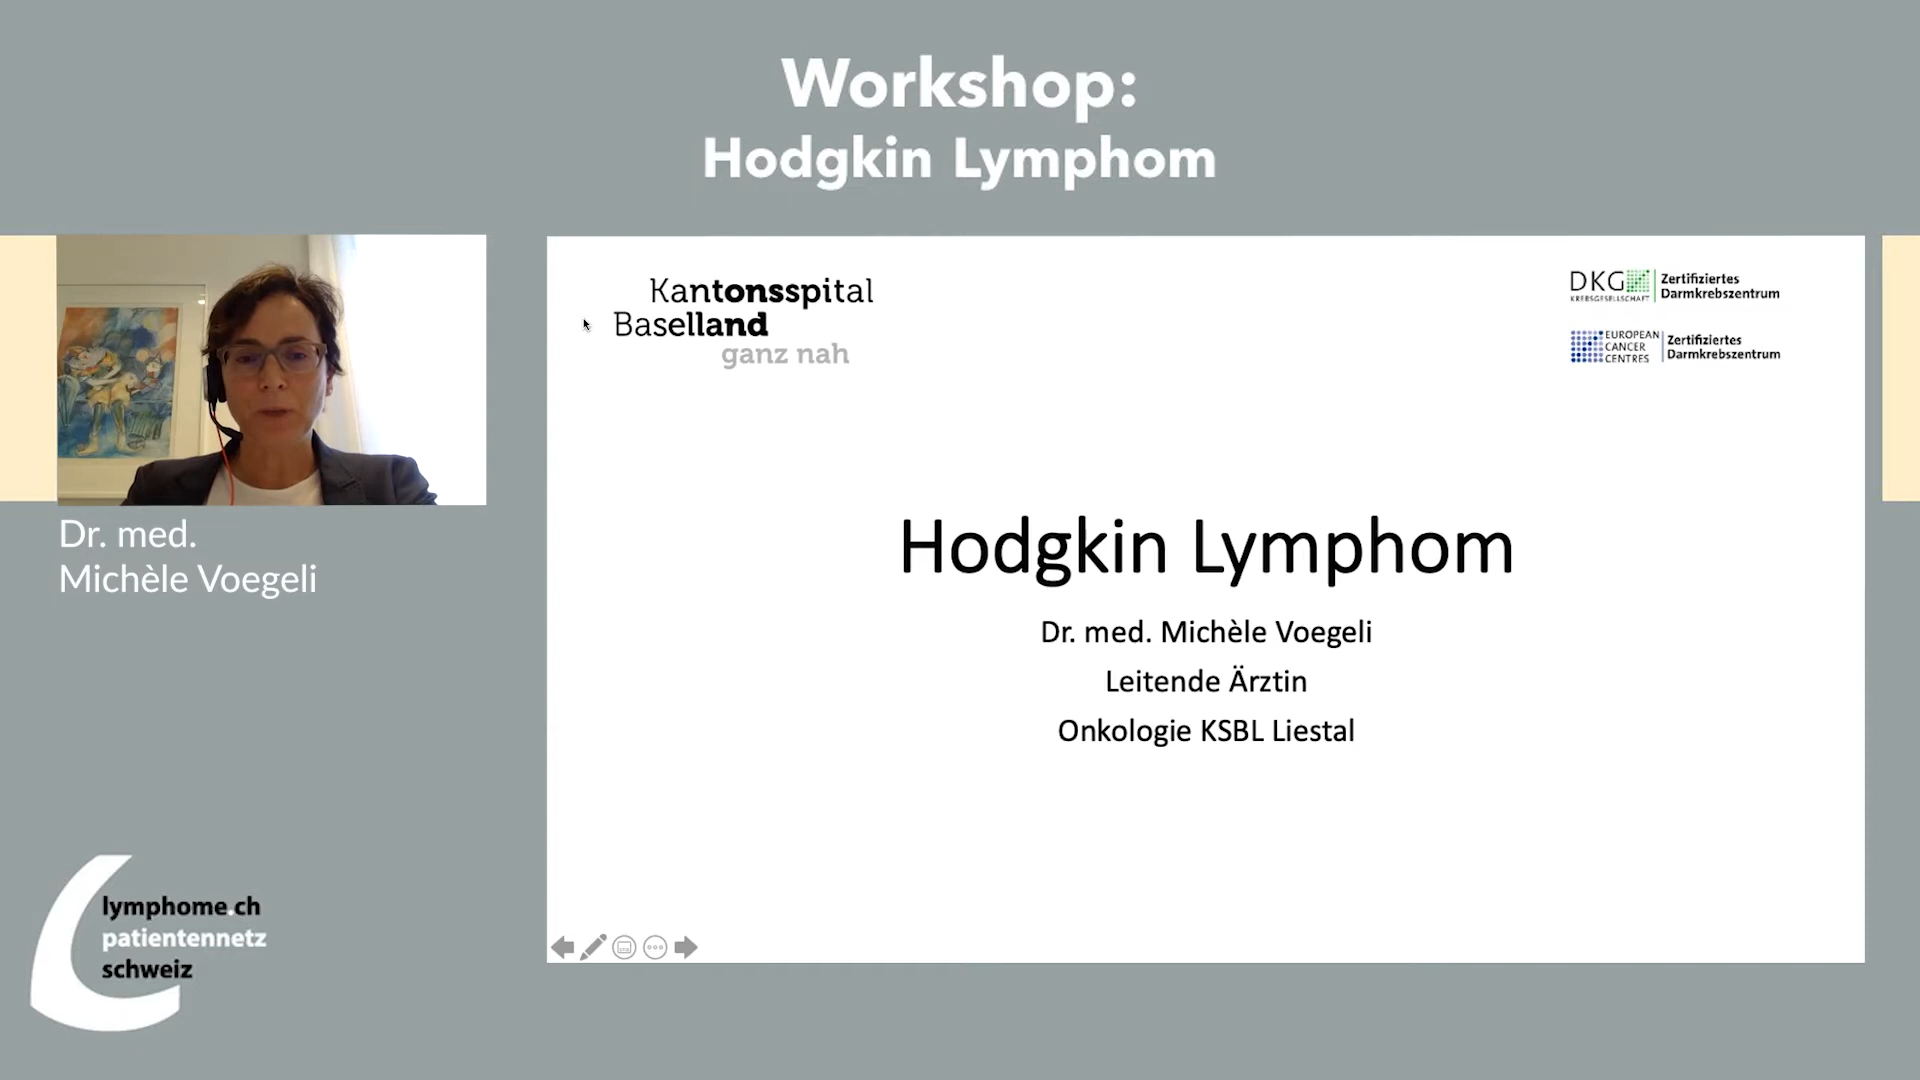 Workshop:
Hodgkin Lymphom
Dr. med.
Michèle Voegeli
lymphome.ch
patientennetz
schweiz
Kantonsspital
Baselland
ganz nah
DKG
KREBSGESELLSCHAFT
Zertifiziertes
Darmkrebszentrum
EUROPEAN
CANCER
CENTRES
Zertifiziertes
Darmkrebszentrum
Hodgkin Lymphom
Dr. med. Michèle Voegeli
Leitende Ärztin
Onkologie KSBL Liestal